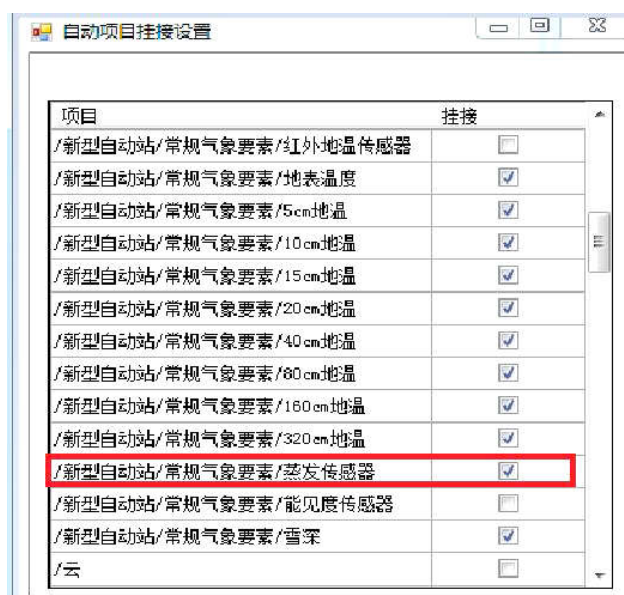 自动项目挂接设置
项目 挂接
/新型自动站/常规气象要素/红外地温传感器
/新型自动站/常规气象要素/地表温度
/新型自动站/常规气象要素/5cm地温
/新型自动站/常规气象要素/10cm地温
/新型自动站/常规气象要素/15cm地温
/新型自动站/常规气象要素/20cm地温
/新型自动站/常规气象要素/40cm地温
/新型自动站/常规气象要素/80cm地温
/新型自动站/常规气象要素/160cm地温
/新型自动站/常规气象要素/320cm地温
/新型自动站/常规气象要素/蒸发传感器
/新型自动站/常规气象要素/能见度传感器
/新型自动站/常规气象要素/雪深
/云